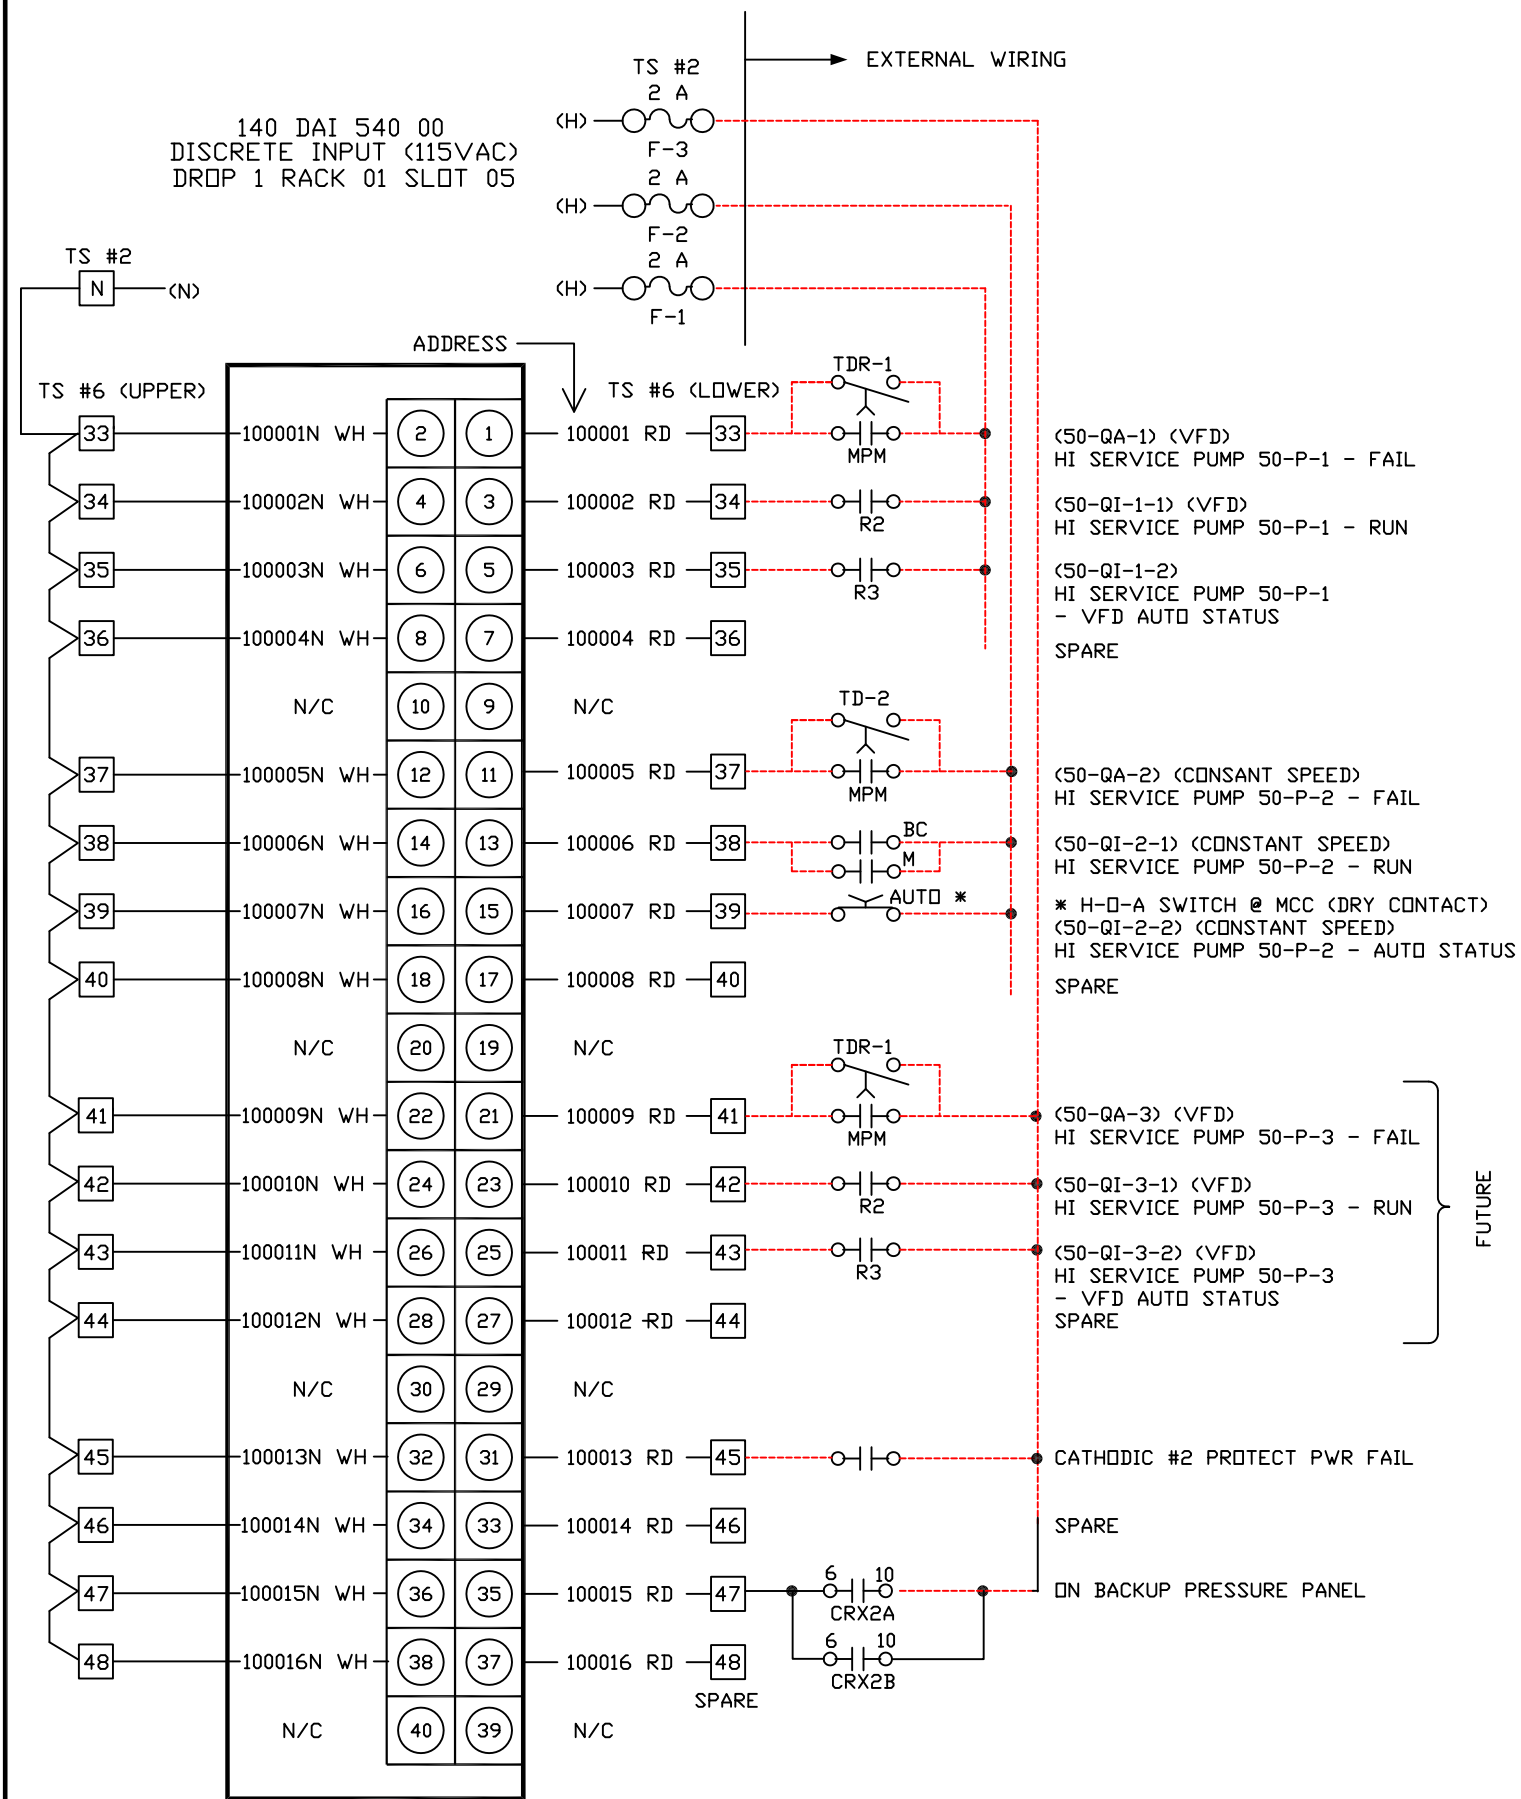 TS #2
EXTERNAL WIRING
2 A
(H)
F-3
140 DAI 540 00
DISCRETE INPUT (115VAC)
DROP 1 RACK 01 SLOT 05
2 A
(H)
F-2
2 A
(H)
F-1
TS #2
N (N)
ADDRESS
TS #6 (UPPER)
TS #6 (LOWER)
TDR-1
33 100001N WH 2 1 100001 RD 33
MPM
(50-QA-1) (VFD)
HI SERVICE PUMP 50-P-1 - FAIL
34 100002N WH 4 3 100002 RD 34
R2
(50-QI-1-1) (VFD)
HI SERVICE PUMP 50-P-1 - RUN
35 100003N WH 6 5 100003 RD 35
R3
(50-QI-1-2)
HI SERVICE PUMP 50-P-1
- VFD AUTO STATUS
36 100004N WH 8 7 100004 RD 36
SPARE
N/C 10 9 N/C
TD-2
37 100005N WH 12 11 100005 RD 37
MPM
(50-QA-2) (CONSANT SPEED)
HI SERVICE PUMP 50-P-2 - FAIL
38 100006N WH 14 13 100006 RD 38
BC
M
(50-QI-2-1) (CONSTANT SPEED)
HI SERVICE PUMP 50-P-2 - RUN
39 100007N WH 16 15 100007 RD 39
AUTO *
* H-O-A SWITCH @ MCC (DRY CONTACT)
(50-QI-2-2) (CONSTANT SPEED)
HI SERVICE PUMP 50-P-2 - AUTO STATUS
40 100008N WH 18 17 100008 RD 40
SPARE
N/C 20 19 N/C
TDR-1
41 100009N WH 22 21 100009 RD 41
MPM
(50-QA-3) (VFD)
HI SERVICE PUMP 50-P-3 - FAIL
42 100010N WH 24 23 100010 RD 42
R2
(50-QI-3-1) (VFD)
HI SERVICE PUMP 50-P-3 - RUN
FUTURE
43 100011N WH 26 25 100011 RD 43
R3
(50-QI-3-2) (VFD)
HI SERVICE PUMP 50-P-3
- VFD AUTO STATUS
44 100012N WH 28 27 100012 RD 44
SPARE
N/C 30 29 N/C
45 100013N WH 32 31 100013 RD 45
CATHODIC #2 PROTECT PWR FAIL
46 100014N WH 34 33 100014 RD 46
SPARE
47 100015N WH 36 35 100015 RD 47
6 10
CRX2A
ON BACKUP PRESSURE PANEL
48 100016N WH 38 37 100016 RD 48
6 10
CRX2B
SPARE
N/C 40 39 N/C